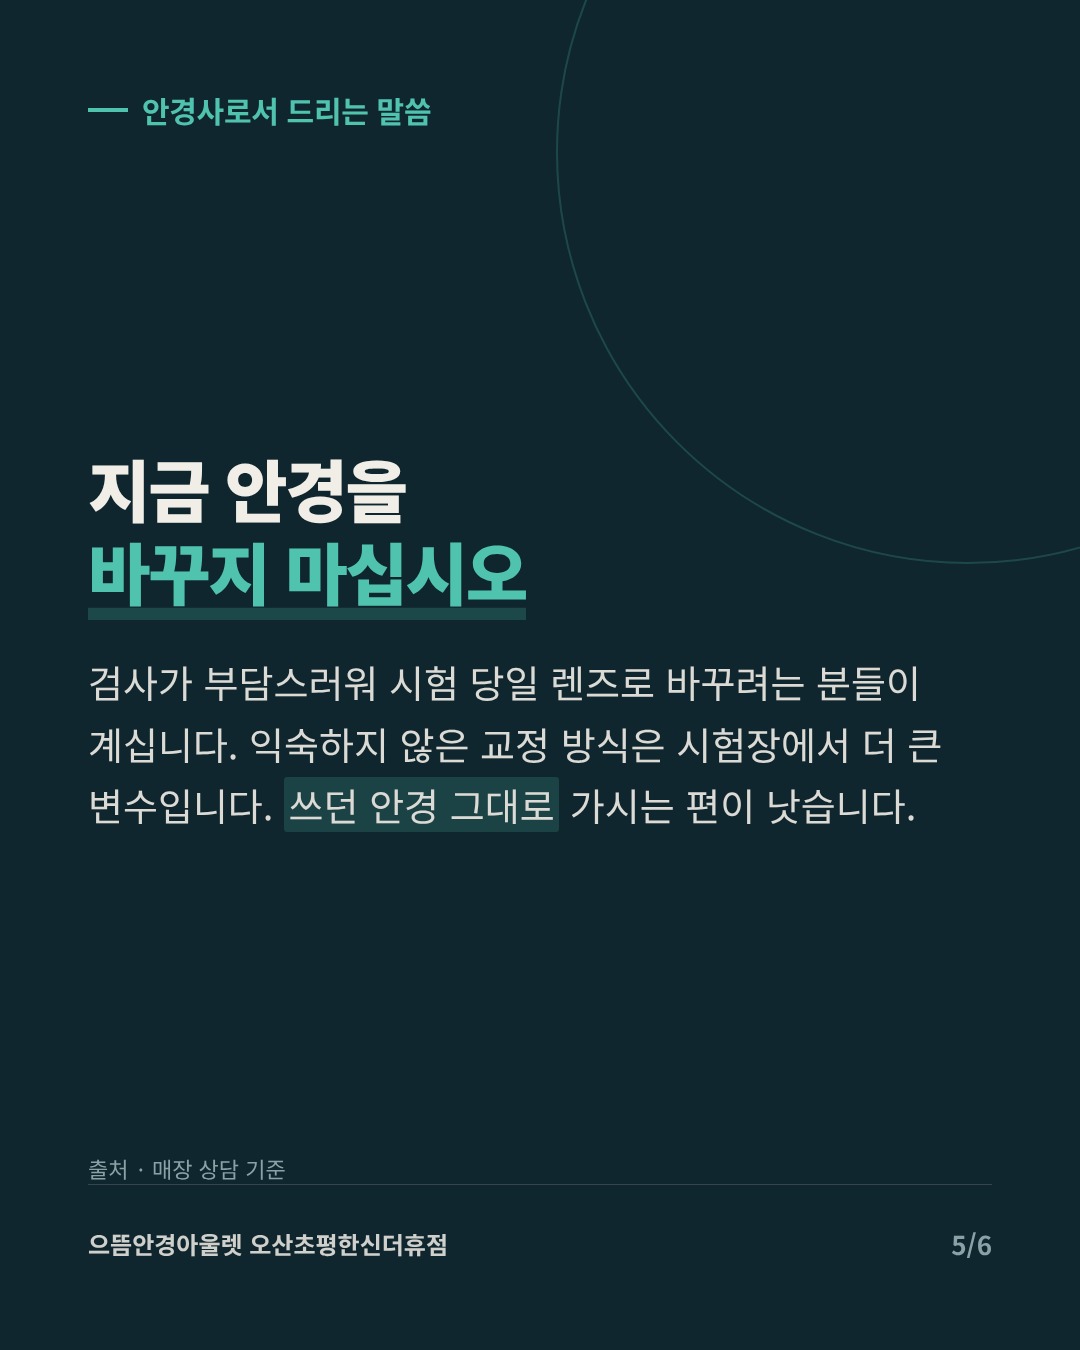 안경사로서 드리는 말씀
지금 안경을
바꾸지 마십시오
검사가 부담스러워 시험 당일 렌즈로 바꾸려는 분들이
계십니다. 익숙하지 않은 교정 방식은 시험장에서 더 큰
변수입니다. 쓰던 안경 그대로 가시는 편이 낫습니다.
출처 · 매장 상담 기준
으뜸안경아울렛 오산초평한신더휴점
5/6